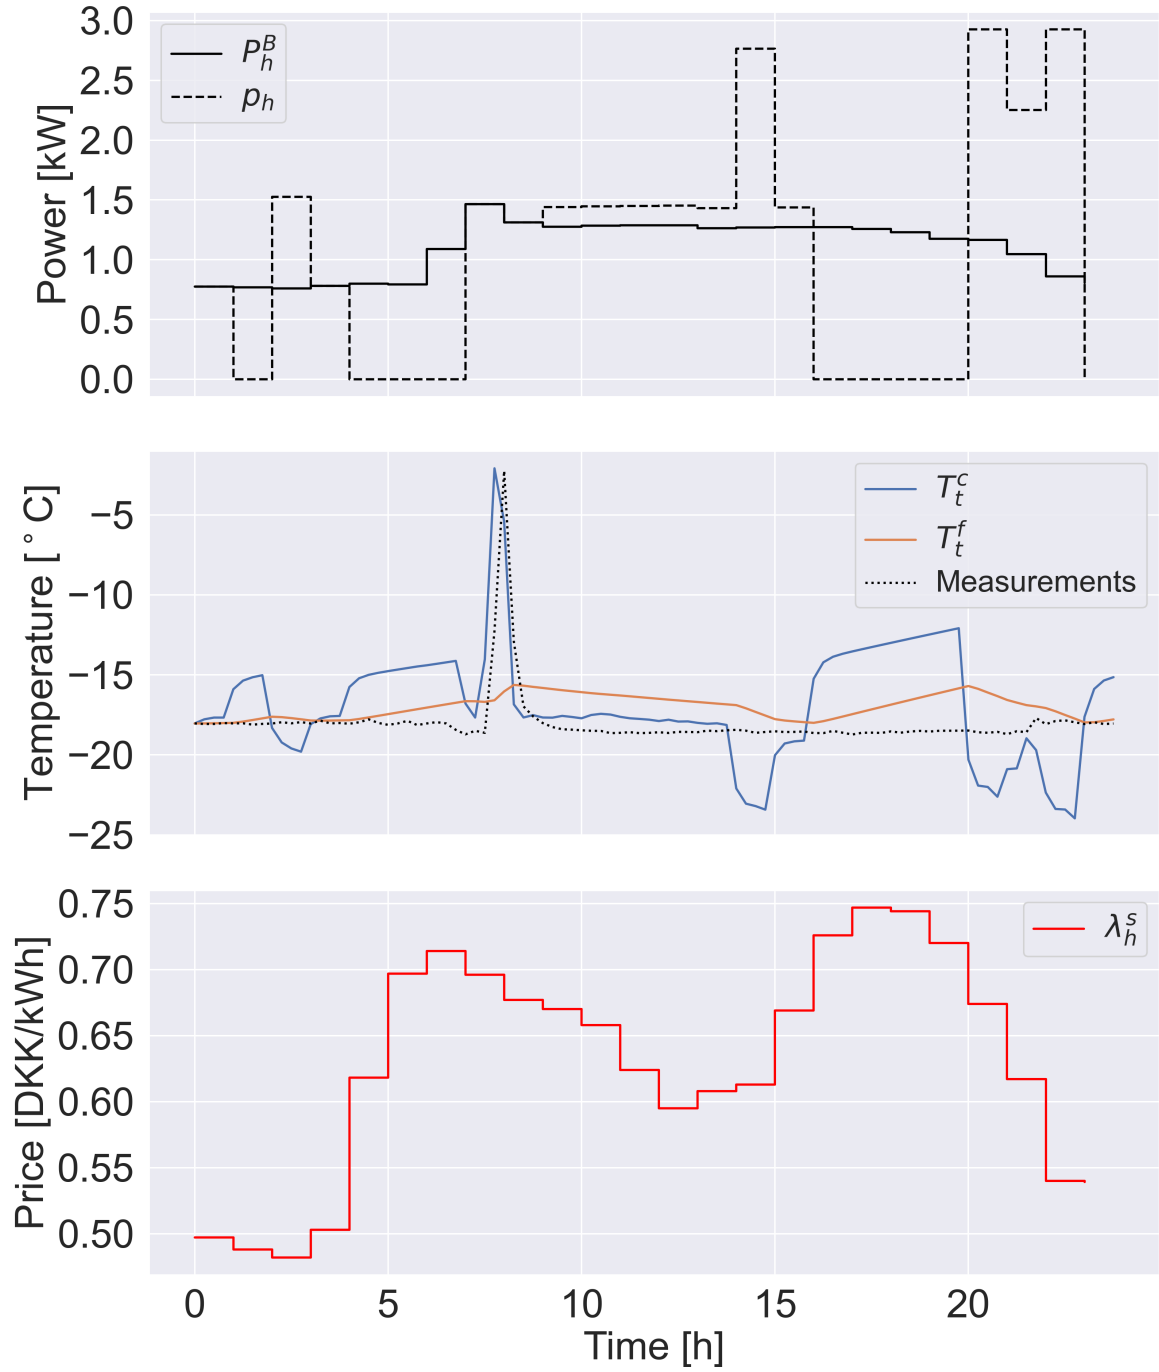 Power [kW]
3.0
2.5
2.0
1.5
1.0
0.5
0.0
P_h^B
p_h
Temperature [°C]
−5
−10
−15
−20
−25
T_t^c
T_t^f
Measurements
Price [DKK/kWh]
0.75
0.70
0.65
0.60
0.55
0.50
λ_h^s
0 5 10 15 20
Time [h]